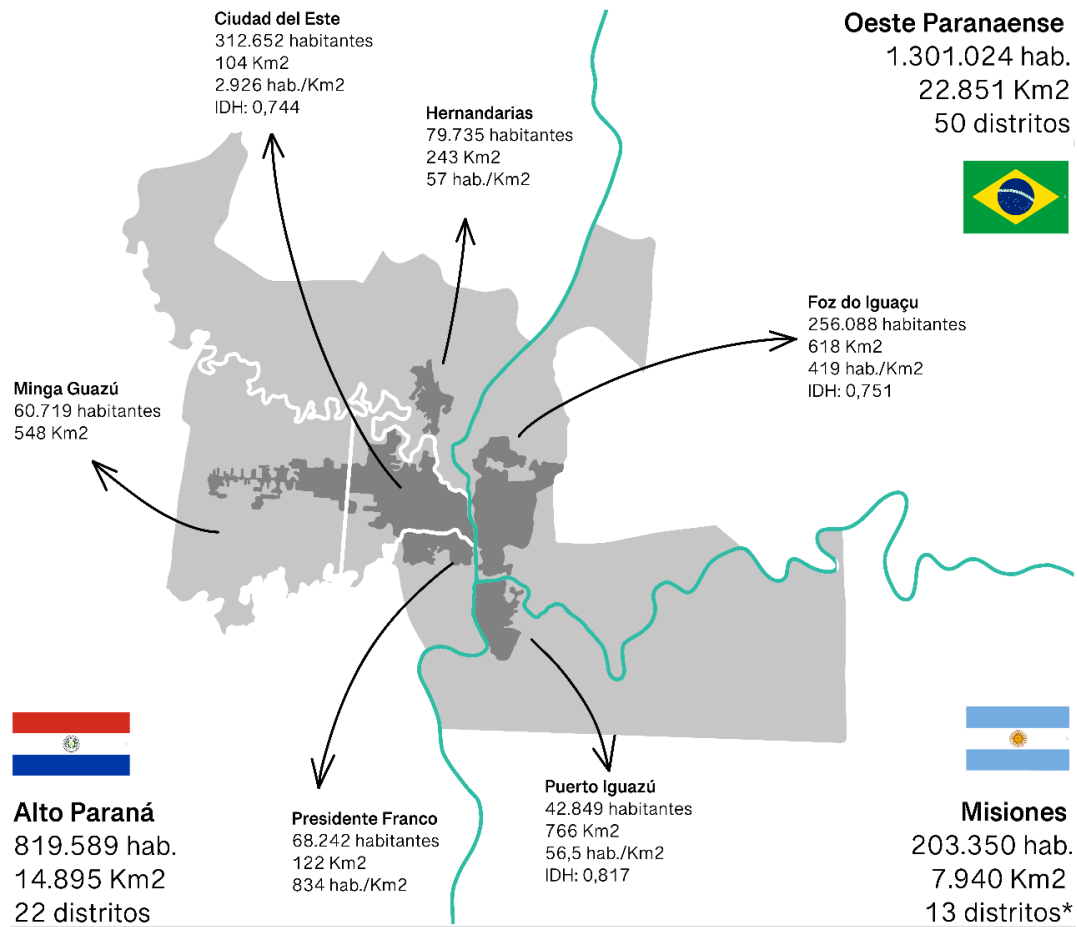 Ciudad del Este
312.652 habitantes
104 Km2
2.926 hab./Km2
IDH: 0,744
Oeste Paranaense
1.301.024 hab.
22.851 Km2
50 distritos
Hernandarias
79.735 habitantes
243 Km2
57 hab./Km2
Foz do Iguaçu
256.088 habitantes
618 Km2
419 hab./Km2
IDH: 0,751
Minga Guazú
60.719 habitantes
548 Km2
Alto Paraná
819.589 hab.
14.895 Km2
22 distritos
Presidente Franco
68.242 habitantes
122 Km2
834 hab./Km2
Puerto Iguazú
42.849 habitantes
766 Km2
56,5 hab./Km2
IDH: 0,817
Misiones
203.350 hab.
7.940 Km2
13 distritos*